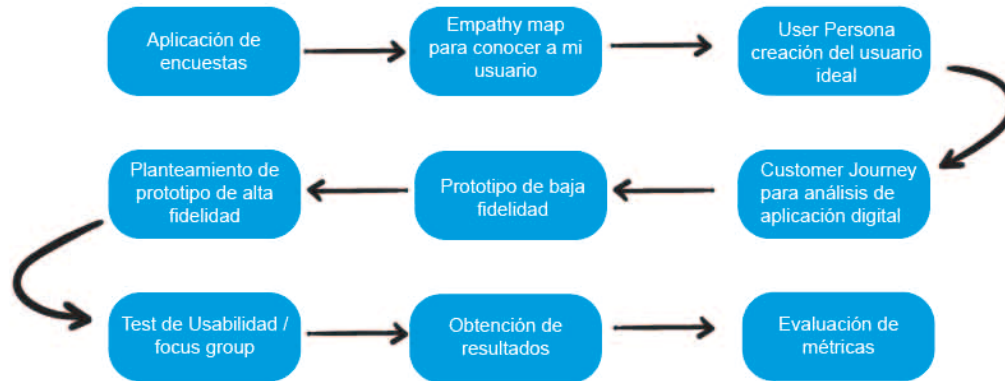 Aplicación de
encuestas
Empathy map
para conocer a mi
usuario
User Persona
creación del usuario
ideal
Customer Journey
para análisis de
aplicación digital
Prototipo de baja
fidelidad
Planteamiento de
prototipo de alta
fidelidad
Test de Usabilidad /
focus group
Obtención de
resultados
Evaluación de
métricas